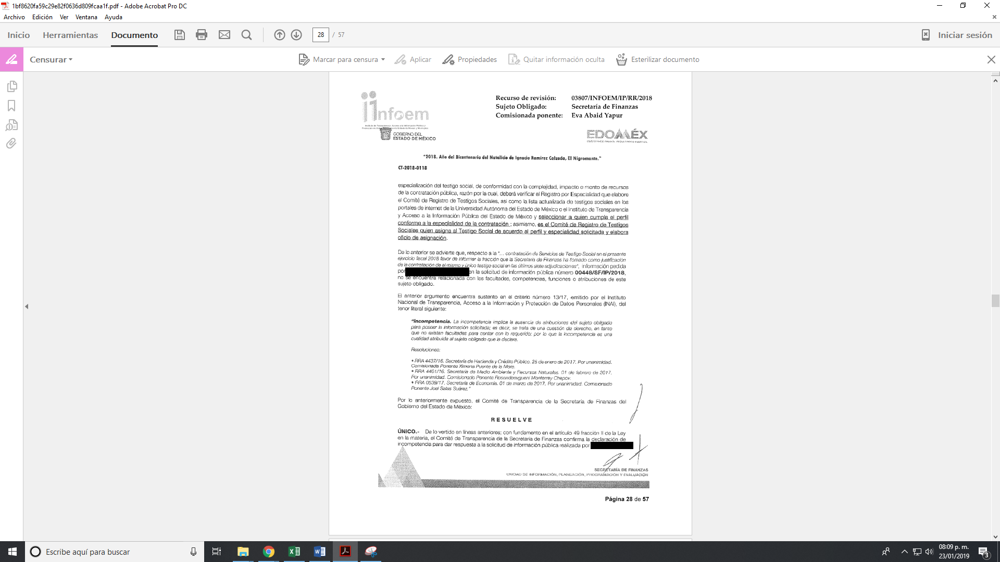 1bf8620fa59c29e82f0636d809fcaa1f.pdf - Adobe Acrobat Pro DC
Archivo Edición Ver Ventana Ayuda
Inicio Herramientas Documento 28 / 57 Iniciar sesión
Censurar Marcar para censura Aplicar Propiedades Quitar información oculta Esterilizar documento
Recurso de revisión: 03807/INFOEM/IP/RR/2018
Sujeto Obligado: Secretaría de Finanzas
Comisionada ponente: Eva Abaid Yapur
infoem
Instituto de Transparencia, Acceso a la Información Pública y
Protección de Datos Personales del Estado de México y Municipios
GOBIERNO DEL
ESTADO DE MÉXICO
EDOMÉX
DECISIONES FIRMES, RESULTADOS FUERTES.
"2018. Año del Bicentenario del Natalicio de Ignacio Ramírez Calzada, El Nigromante."
CT-2018-0118
especialización del testigo social, de conformidad con la complejidad, impacto o monto de recursos
de la contratación pública, razón por la cual, deberá verificar el Registro por Especialidad que elabore
el Comité de Registro de Testigos Sociales, así como la lista actualizada de testigos sociales en los
portales de internet de la Universidad Autónoma del Estado de México o el Instituto de Transparencia
y Acceso a la Información Pública del Estado de México y seleccionar a quien cumpla el perfil
conforme a la especialidad de la contratación ; asimismo, es el Comité de Registro de Testigos
Sociales quien asigna al Testigo Social de acuerdo al perfil y especialidad solicitada y elabora
oficio de asignación.
De lo anterior se advierte que, respecto a la "... contratación de Servicios de Testigo Social en el presente
ejercicio fiscal 2018 favor de informar la fracción que la Secretaría de Finanzas ha tomado como justificación
de la contratación de el mismo y único testigo social en las últimas siete adjudicaciones", información pedida
por en la solicitud de información pública número 00448/SF/IP/2018,
no se encuentra relacionada con las facultades, competencias, funciones o atribuciones de este
sujeto obligado.
El anterior argumento encuentra sustento en el criterio número 13/17, emitido por el Instituto
Nacional de Transparencia, Acceso a la Información y Protección de Datos Personales (INAI), del
tenor literal siguiente:
"Incompetencia. La incompetencia implica la ausencia de atribuciones del sujeto obligado
para poseer la información solicitada; es decir, se trata de una cuestión de derecho, en tanto
que no existan facultades para contar con lo requerido; por lo que la incompetencia es una
cualidad atribuida al sujeto obligado que la declara.
Resoluciones:
• RRA 4437/16. Secretaría de Hacienda y Crédito Público. 25 de enero de 2017. Por unanimidad.
Comisionada Ponente Ximena Puente de la Mora.
• RRA 4401/16. Secretaría de Medio Ambiente y Recursos Naturales. 01 de febrero de 2017.
Por unanimidad. Comisionado Ponente Rosendoevgueni Monterrey Chepov.
• RRA 0539/17. Secretaría de Economía. 01 de marzo de 2017. Por unanimidad. Comisionado
Ponente Joel Salas Suárez."
Por lo anteriormente expuesto, el Comité de Transparencia de la Secretaría de Finanzas del
Gobierno del Estado de México:
R E S U E L V E
ÚNICO.- De lo vertido en líneas anteriores; con fundamento en el artículo 49 fracción II de la Ley
en la materia, el Comité de Transparencia de la Secretaría de Finanzas confirma la declaración de
incompetencia para dar respuesta a la solicitud de información pública realizada por
SECRETARÍA DE FINANZAS
UNIDAD DE INFORMACIÓN, PLANEACIÓN, PROGRAMACIÓN Y EVALUACIÓN
Página 28 de 57
Escribe aquí para buscar
08:09 p. m.
23/01/2019
3